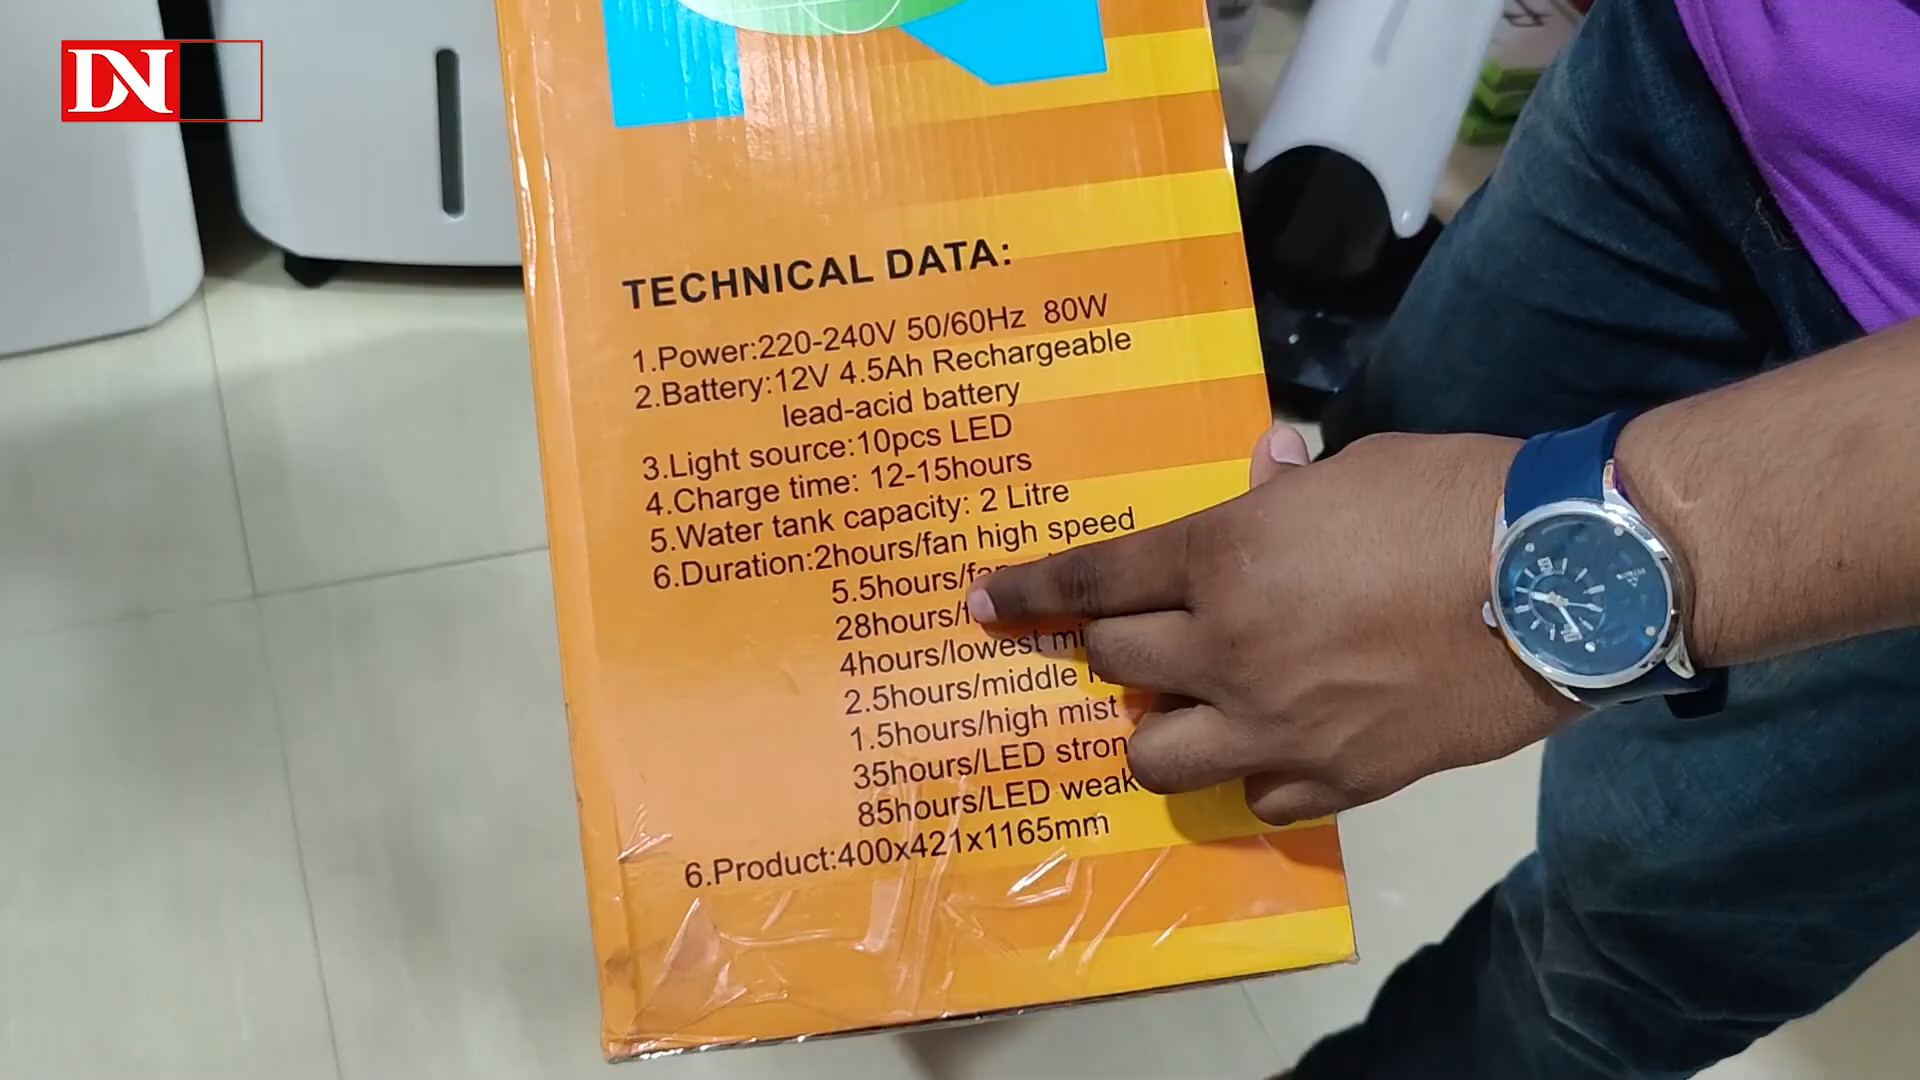 DN
TECHNICAL DATA:
1.Power:220-240V 50/60Hz 80W
2.Battery:12V 4.5Ah Rechargeable
lead-acid battery
3.Light source:10pcs LED
4.Charge time: 12-15hours
5.Water tank capacity: 2 Litre
6.Duration:2hours/fan high speed
5.5hours/
28hours/
4hours/lowest
2.5hours/middle
1.5hours/high mist
35hours/LED
85hours/LED weak
6.Product:400x421x1165mm